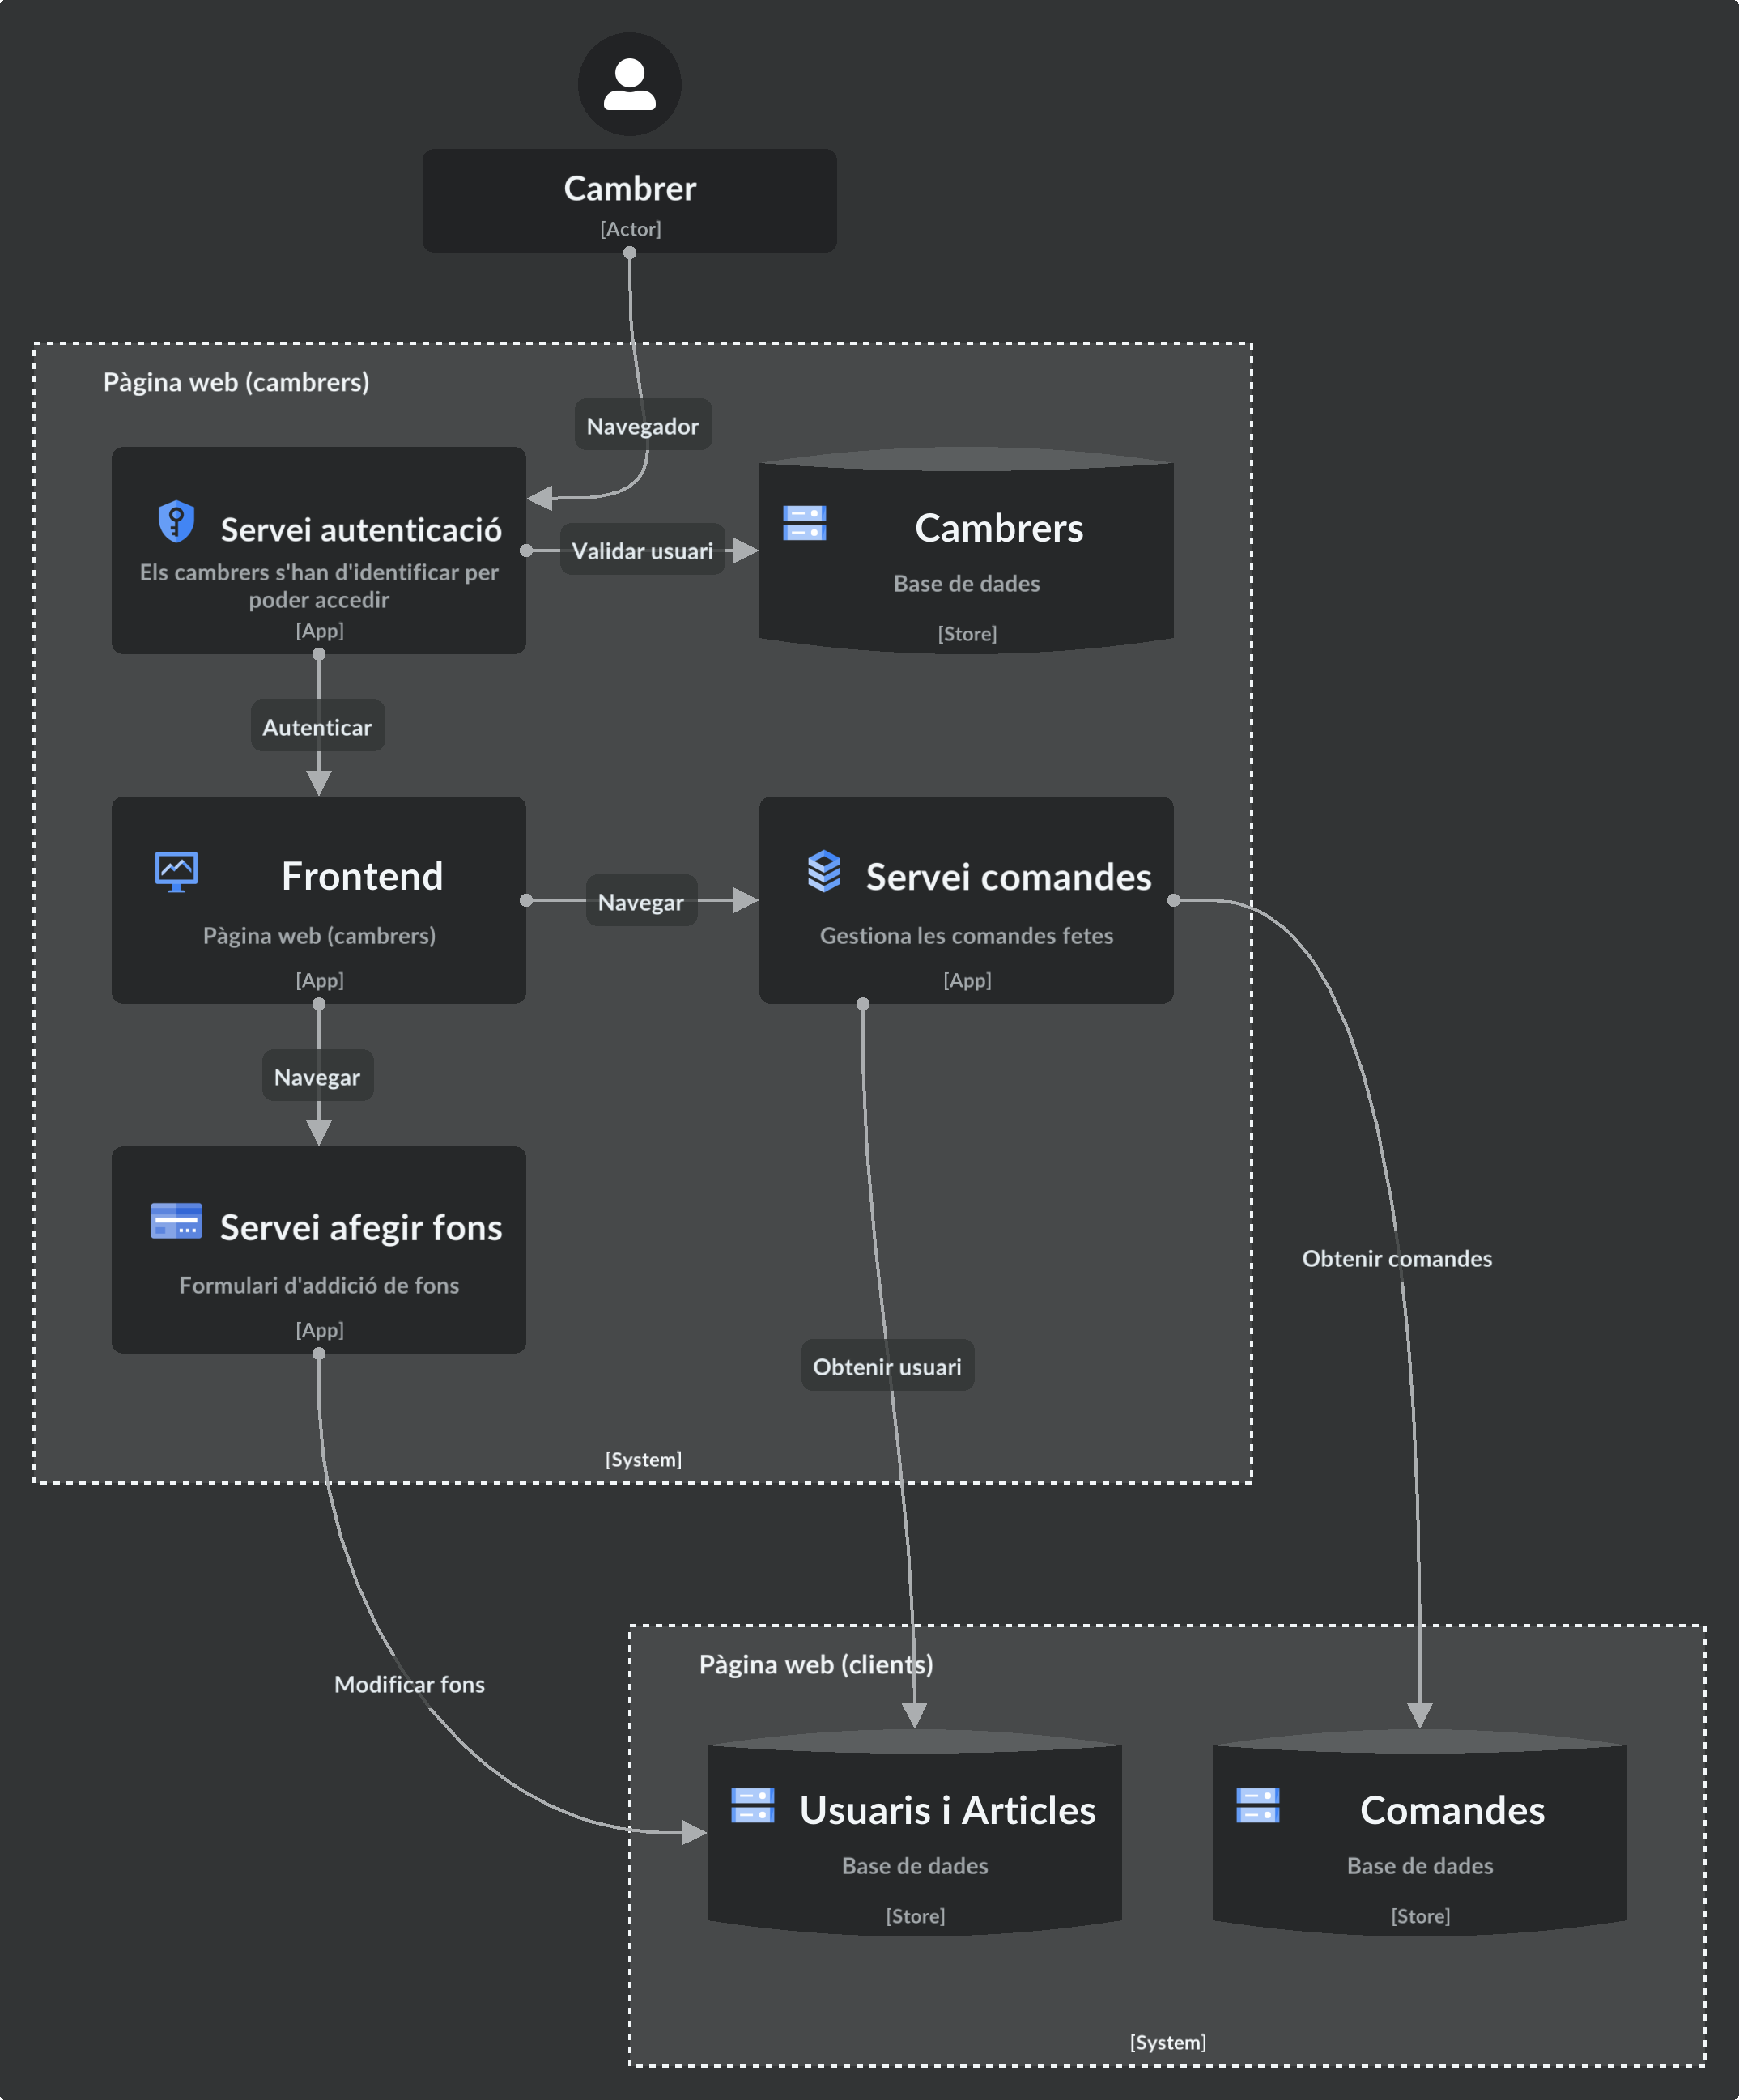 Cambrer
[Actor]
Pàgina web (cambrers)
Navegador
Servei autenticació
Els cambrers s'han d'identificar per
poder accedir
[App]
Validar usuari
Cambrers
Base de dades
[Store]
Autenticar
Frontend
Pàgina web (cambrers)
[App]
Navegar
Servei comandes
Gestiona les comandes fetes
[App]
Navegar
Servei afegir fons
Formulari d'addició de fons
[App]
Obtenir comandes
Obtenir usuari
[System]
Pàgina web (clients)
Modificar fons
Usuaris i Articles
Base de dades
[Store]
Comandes
Base de dades
[Store]
[System]